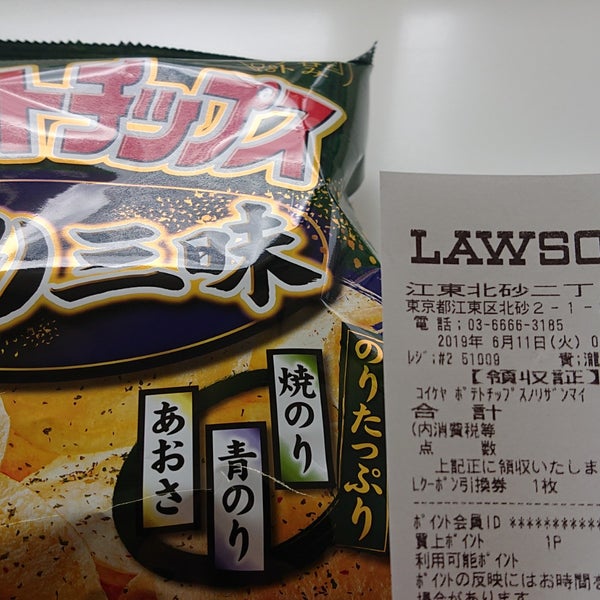 トチップス
り三味
のりたっぷり
焼のり
青のり
あおさ
LAWSO
江東北砂二丁
東京都江東区北砂2-1-
電話:03-6666-3185
2019年 6月11日(火) 0
レジ:#2 51009 責:瀧
【領収証】
コイケヤ ポテトチップスノリザンマイ
合 計
(内消費税等
点 数
上記正に領収いたしま
Lクーポン引換券 1枚
ポイント会員ID ***********
質上ポイント 1P
利用可能ポイント
ポイントの反映にはお時間を
場合があります